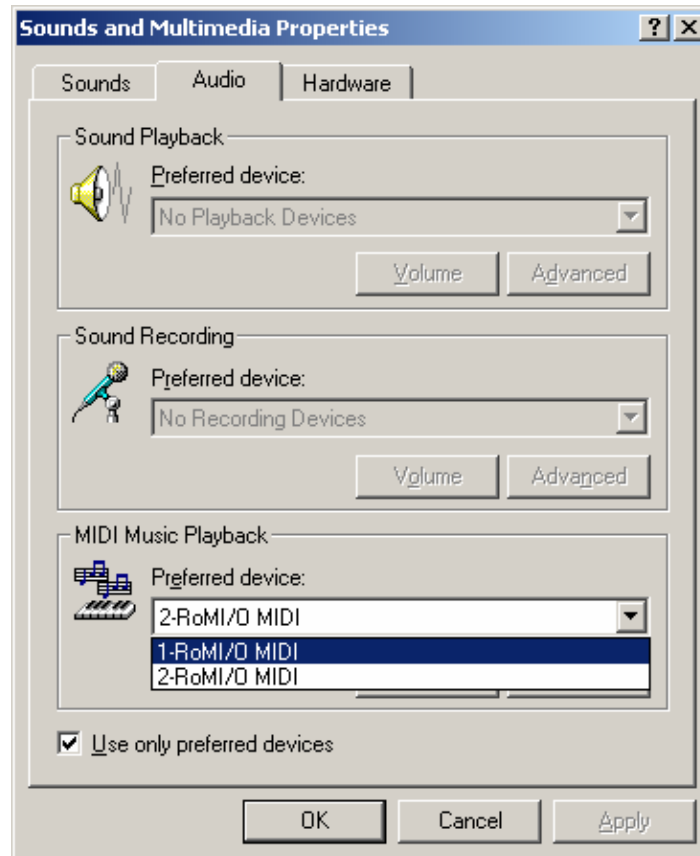 Sounds and Multimedia Properties
Sounds Audio Hardware
Sound Playback
Preferred device:
No Playback Devices
Volume Advanced
Sound Recording
Preferred device:
No Recording Devices
Volume Advanced
MIDI Music Playback
Preferred device:
2-RoMI/O MIDI
1-RoMI/O MIDI
2-RoMI/O MIDI
Use only preferred devices
OK Cancel Apply